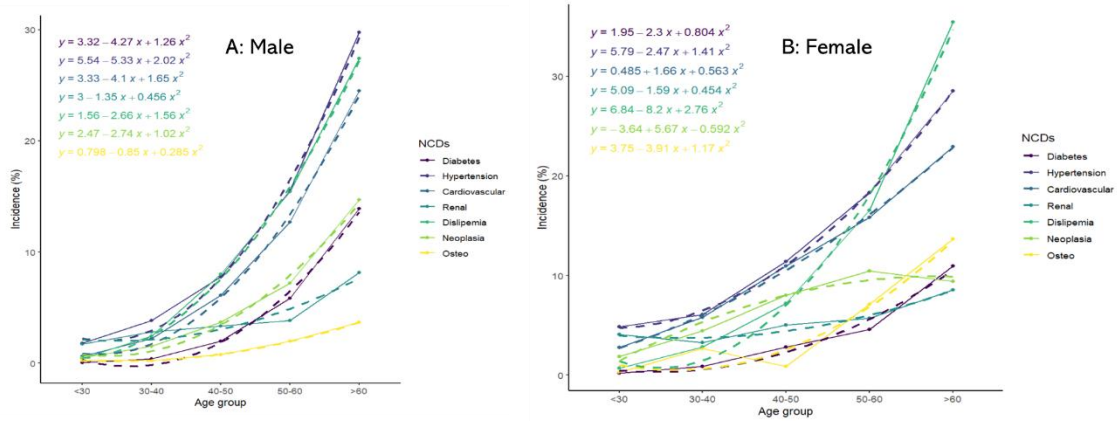 A: Male
y = 3.32 – 4.27 x + 1.26 x²
y = 5.54 – 5.33 x + 2.02 x²
y = 3.33 – 4.1 x + 1.65 x²
y = 3 – 1.35 x + 0.456 x²
y = 1.56 – 2.66 x + 1.56 x²
y = 2.47 – 2.74 x + 1.02 x²
y = 0.798 – 0.85 x + 0.285 x²
Incidence (%)
30
20
10
0
<30
30-40
40-50
50-60
>60
Age group
NCDs
Diabetes
Hypertension
Cardiovascular
Renal
Dislipemia
Neoplasia
Osteo
B: Female
y = 1.95 – 2.3 x + 0.804 x²
y = 5.79 – 2.47 x + 1.41 x²
y = 0.485 + 1.66 x + 0.563 x²
y = 5.09 – 1.59 x + 0.454 x²
y = 6.84 – 8.2 x + 2.76 x²
y = – 3.64 + 5.67 x – 0.592 x²
y = 3.75 – 3.91 x + 1.17 x²
Incidence (%)
30
20
10
0
<30
30-40
40-50
50-60
>60
Age group
NCDs
Diabetes
Hypertension
Cardiovascular
Renal
Dislipemia
Neoplasia
Osteo